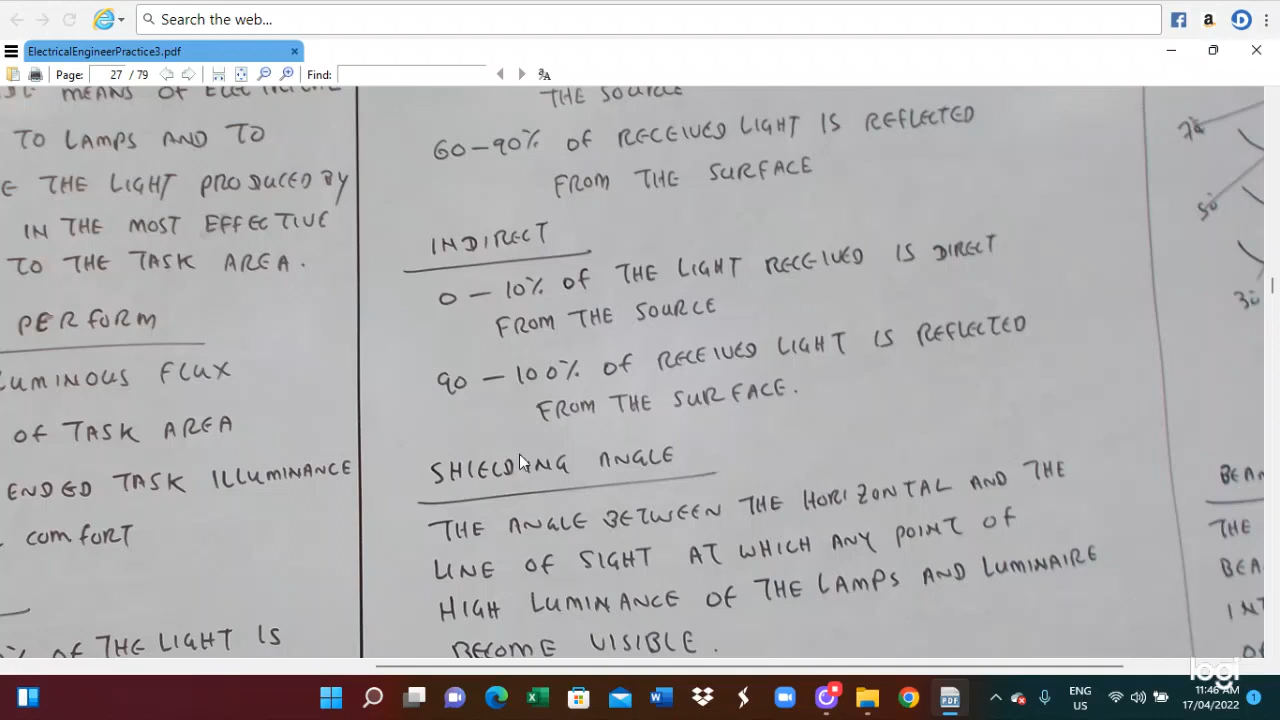 Search the web...
ElectricalEngineerPractice3.pdf
Page: 27 / 79 Find:
MEANS OF
TO LAMPS AND TO
THE LIGHT PRODUCED BY
IN THE MOST EFFECTIVE
TO THE TASK AREA.
PERFORM
LUMINOUS FLUX
OF TASK AREA
ENDED TASK ILLUMINANCE
COMFORT
% OF THE LIGHT IS
THE SOURCE
60-90% OF RECEIVED LIGHT IS REFLECTED
FROM THE SURFACE
INDIRECT
0-10% OF THE LIGHT RECEIVED IS DIRECT
FROM THE SOURCE
90-100% OF RECEIVED LIGHT IS REFLECTED
FROM THE SURFACE.
SHIELDING ANGLE
THE ANGLE BETWEEN THE HORIZONTAL AND THE
LINE OF SIGHT AT WHICH ANY POINT OF
HIGH LUMINANCE OF THE LAMPS AND LUMINAIRE
BECOME VISIBLE.
BEA
THE
BEA
INT
logi
ENG
US
11:46 AM
17/04/2022